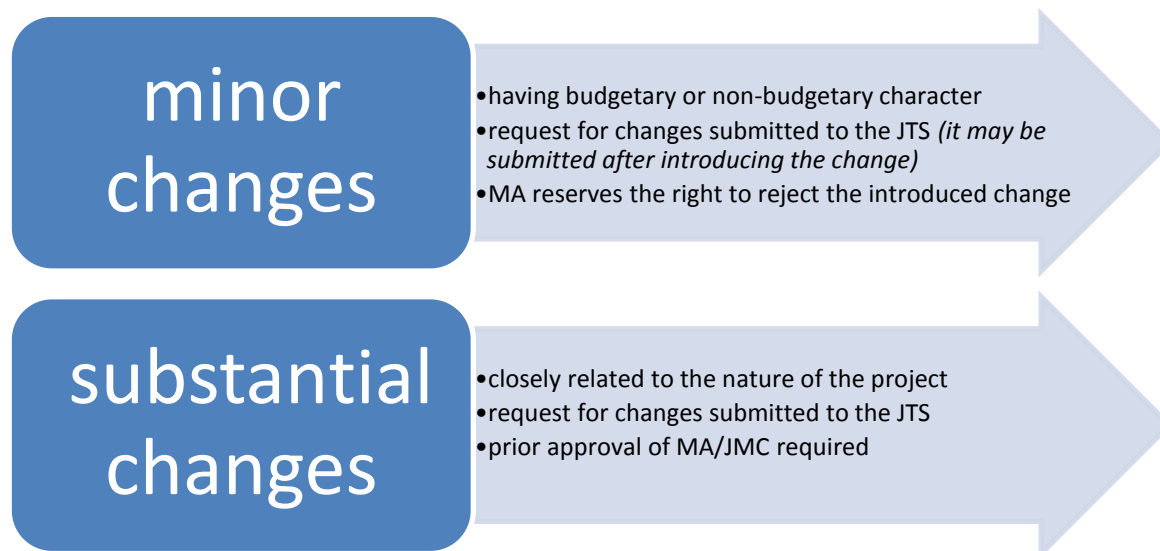 minor
changes
•having budgetary or non-budgetary character
•request for changes submitted to the JTS (it may be
submitted after introducing the change)
•MA reserves the right to reject the introduced change
substantial
changes
•closely related to the nature of the project
•request for changes submitted to the JTS
•prior approval of MA/JMC required